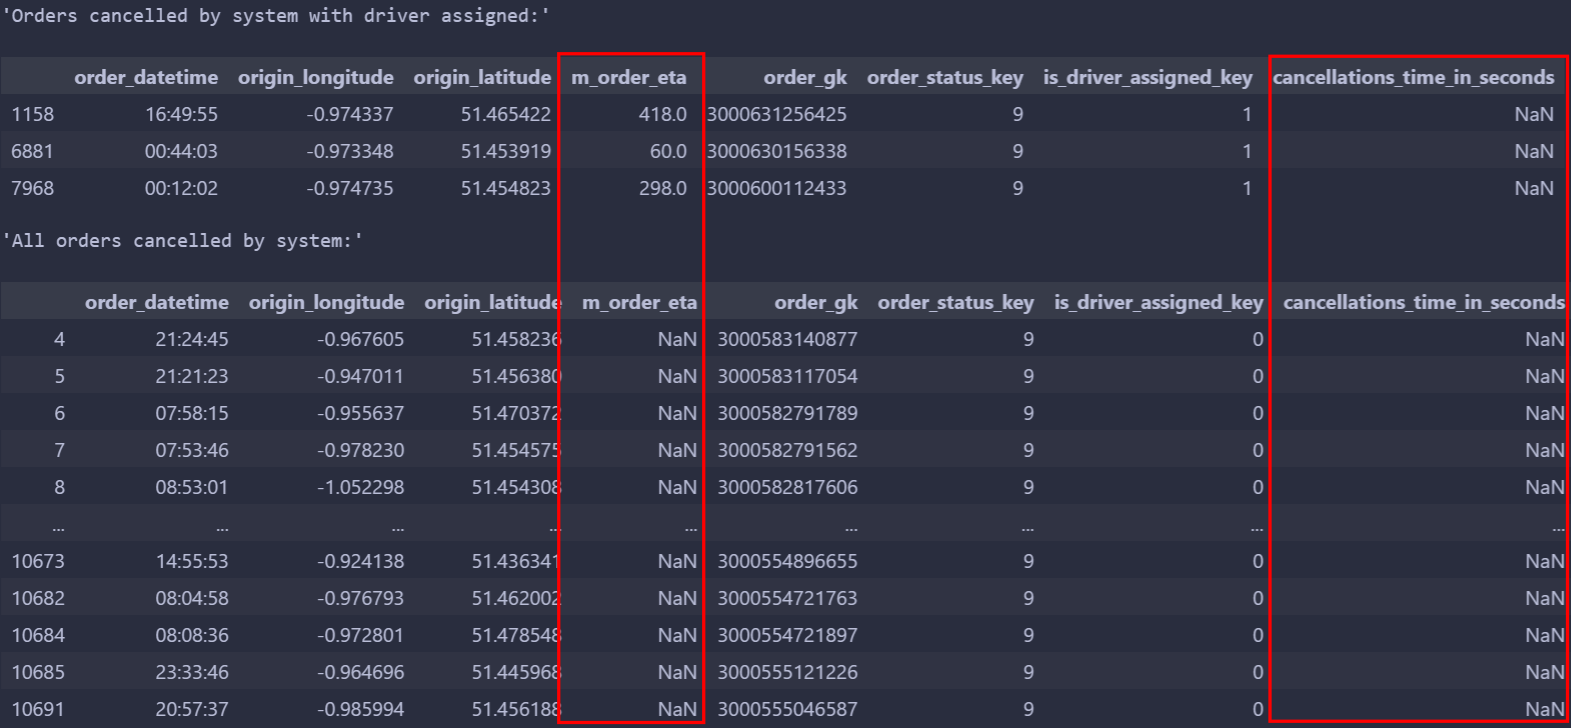 'Orders cancelled by system with driver assigned:'
order_datetime origin_longitude origin_latitude m_order_eta order_gk order_status_key is_driver_assigned_key cancellations_time_in_seconds
1158 16:49:55 -0.974337 51.465422 418.0 3000631256425 9 1 NaN
6881 00:44:03 -0.973348 51.453919 60.0 3000630156338 9 1 NaN
7968 00:12:02 -0.974735 51.454823 298.0 3000600112433 9 1 NaN
'All orders cancelled by system:'
order_datetime origin_longitude origin_latitude m_order_eta order_gk order_status_key is_driver_assigned_key cancellations_time_in_seconds
4 21:24:45 -0.967605 51.458236 NaN 3000583140877 9 0 NaN
5 21:21:23 -0.947011 51.456380 NaN 3000583117054 9 0 NaN
6 07:58:15 -0.955637 51.470372 NaN 3000582791789 9 0 NaN
7 07:53:46 -0.978230 51.454575 NaN 3000582791562 9 0 NaN
8 08:53:01 -1.052298 51.454308 NaN 3000582817606 9 0 NaN
... ... ... ... ... ... ... ... ...
10673 14:55:53 -0.924138 51.436341 NaN 3000554896655 9 0 NaN
10682 08:04:58 -0.976793 51.462002 NaN 3000554721763 9 0 NaN
10684 08:08:36 -0.972801 51.478548 NaN 3000554721897 9 0 NaN
10685 23:33:46 -0.964696 51.445968 NaN 3000555121226 9 0 NaN
10691 20:57:37 -0.985994 51.456188 NaN 3000555046587 9 0 NaN